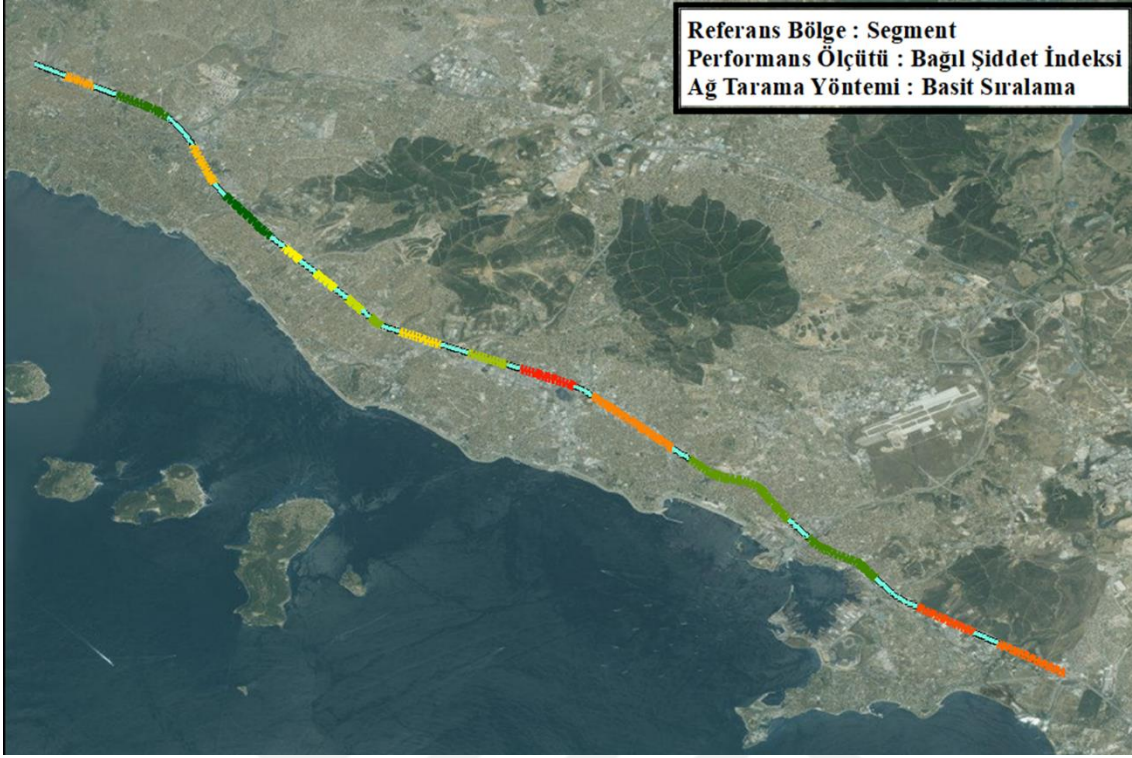 Referans Bölge : Segment
Performans Ölçütü : Bağıl Şiddet İndeksi
Ağ Tarama Yöntemi : Basit Sıralama